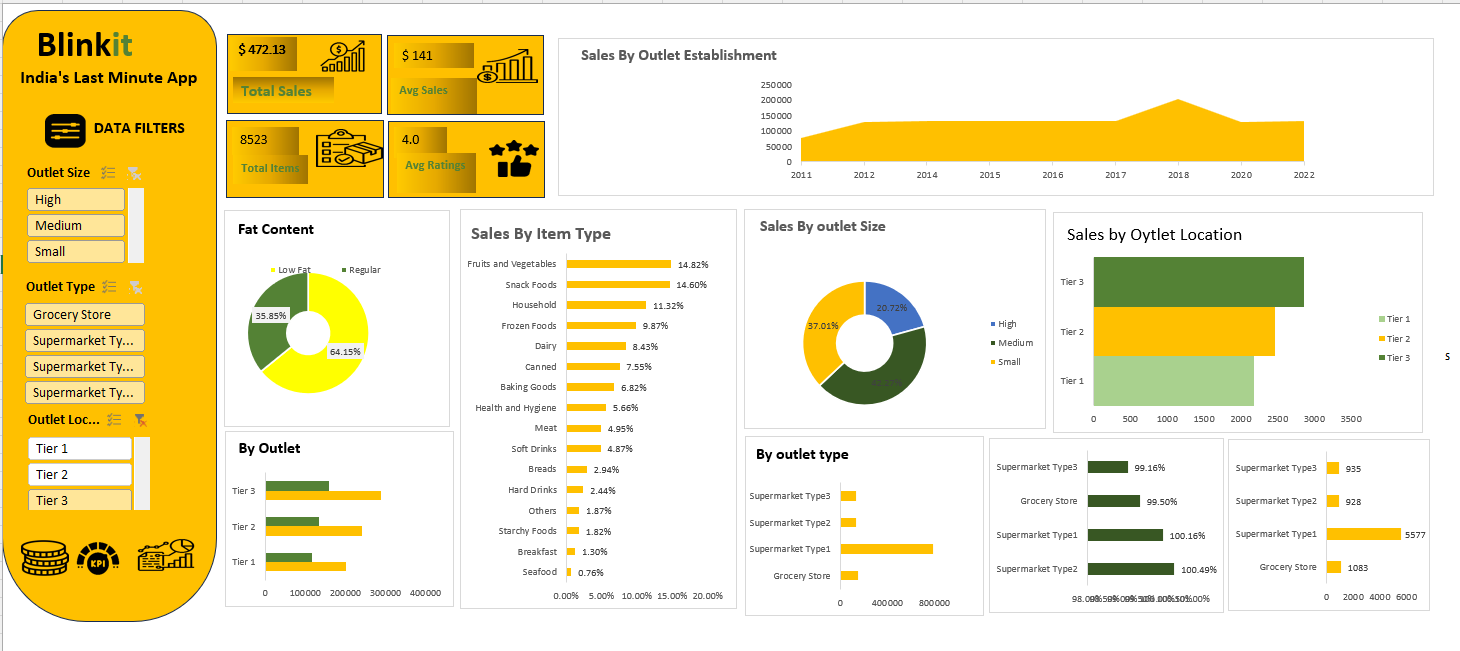 Blinkit
India's Last Minute App
DATA FILTERS
Outlet Size
High
Medium
Small
Outlet Type
Grocery Store
Supermarket Ty...
Supermarket Ty...
Supermarket Ty...
Outlet Loc...
Tier 1
Tier 2
Tier 3
KPI
$ 472.13
Total Sales
$ 141
Avg Sales
8523
Total Items
4.0
Avg Ratings
Sales By Outlet Establishment
250000
200000
150000
100000
50000
0
2011 2012 2014 2015 2016 2017 2018 2020 2022
Fat Content
Low Fat Regular
35.85%
64.15%
By Outlet
Tier 3
Tier 2
Tier 1
0 100000 200000 300000 400000
Sales By Item Type
Fruits and Vegetables 14.82%
Snack Foods 14.60%
Household 11.32%
Frozen Foods 9.87%
Dairy 8.43%
Canned 7.55%
Baking Goods 6.82%
Health and Hygiene 5.66%
Meat 4.95%
Soft Drinks 4.87%
Breads 2.94%
Hard Drinks 2.44%
Others 1.87%
Starchy Foods 1.82%
Breakfast 1.30%
Seafood 0.76%
0.00% 5.00% 10.00% 15.00% 20.00%
Sales By outlet Size
20.72%
37.01%
High
Medium
Small
Sales by Oytlet Location
Tier 3
Tier 2
Tier 1
0 500 1000 1500 2000 2500 3000 3500
Tier 1
Tier 2
Tier 3
S
By outlet type
Supermarket Type3
Supermarket Type2
Supermarket Type1
Grocery Store
0 400000 800000
Supermarket Type3 99.16%
Grocery Store 99.50%
Supermarket Type1 100.16%
Supermarket Type2 100.49%
Supermarket Type3 935
Supermarket Type2 928
Supermarket Type1 5577
Grocery Store 1083
0 2000 4000 6000